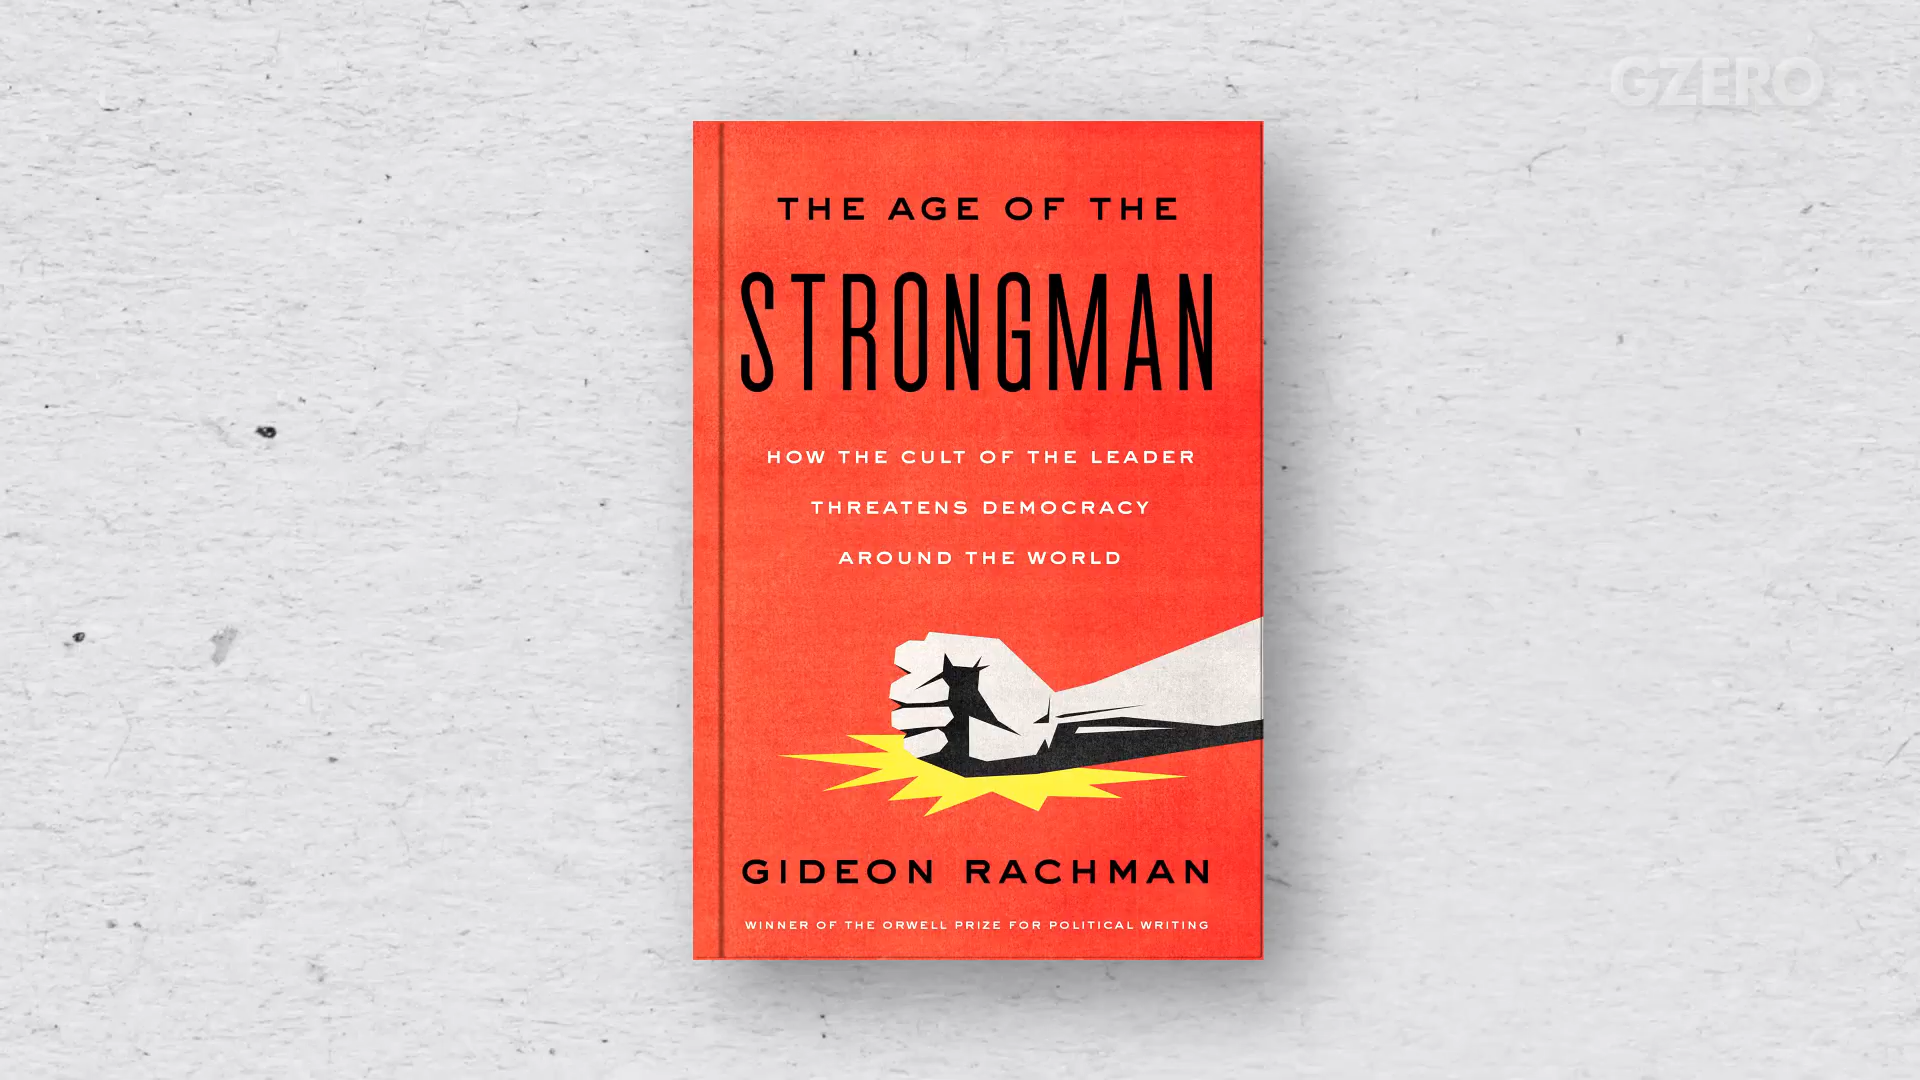 GZERO
THE AGE OF THE
STRONGMAN
HOW THE CULT OF THE LEADER
THREATENS DEMOCRACY
AROUND THE WORLD
GIDEON RACHMAN
WINNER OF THE ORWELL PRIZE FOR POLITICAL WRITING